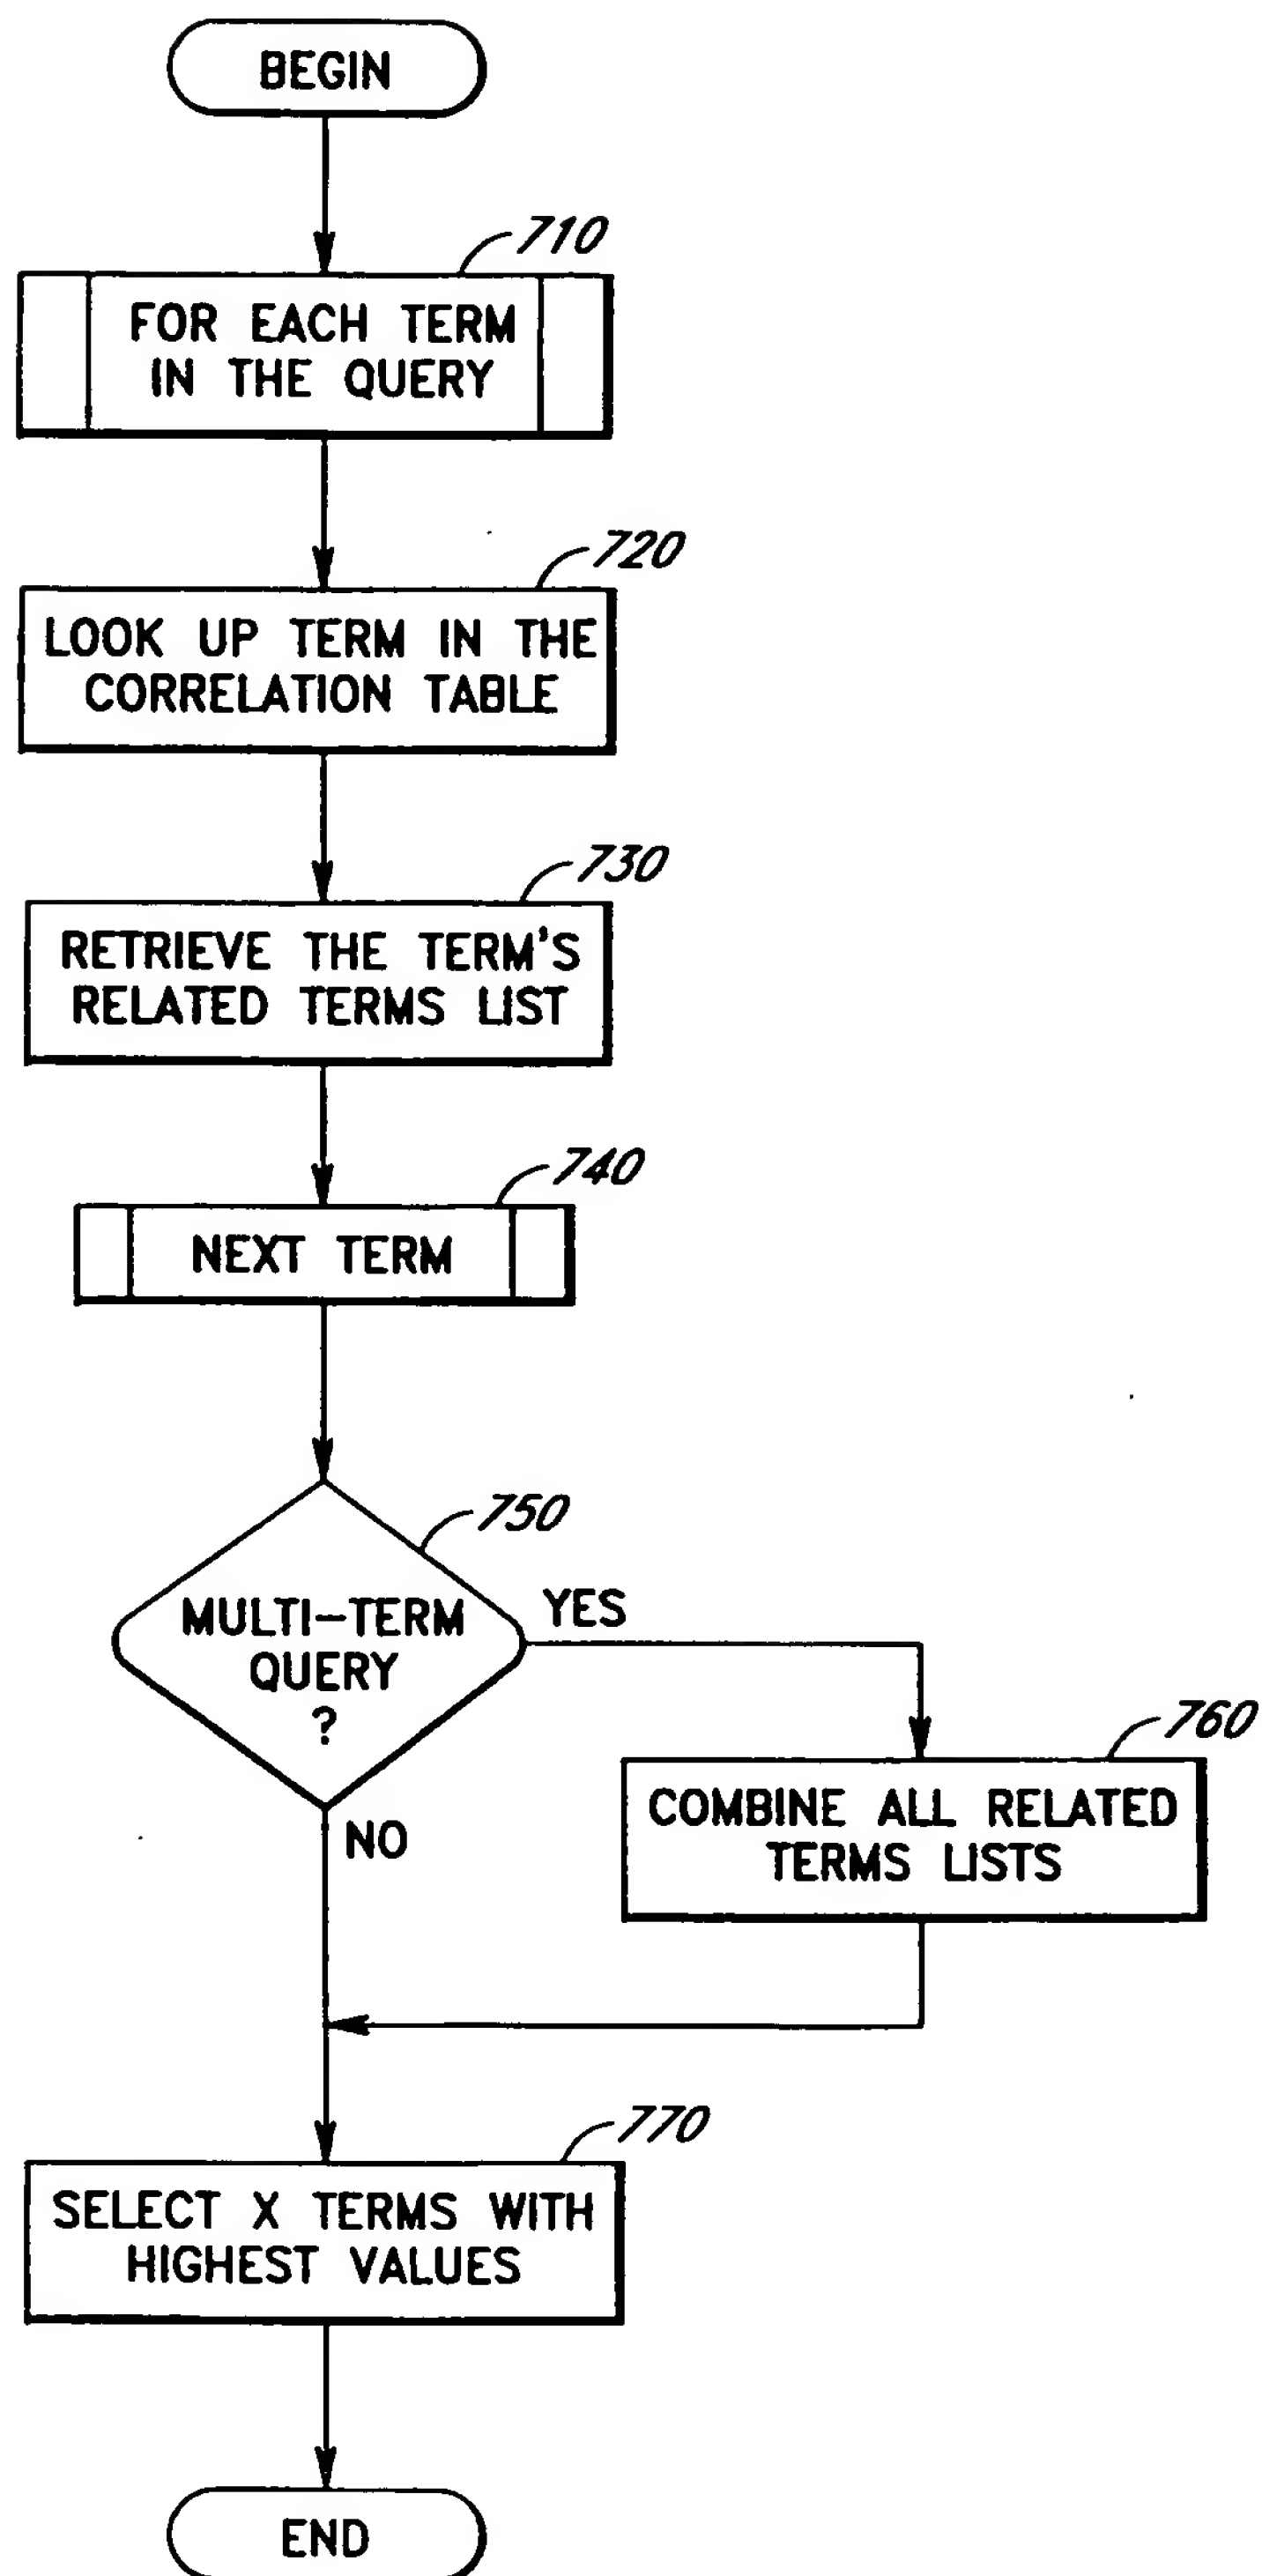 BEGIN
710
FOR EACH TERM
IN THE QUERY
720
LOOK UP TERM IN THE
CORRELATION TABLE
730
RETRIEVE THE TERM'S
RELATED TERMS LIST
740
NEXT TERM
750
MULTI-TERM
QUERY
?
YES
NO
760
COMBINE ALL RELATED
TERMS LISTS
770
SELECT X TERMS WITH
HIGHEST VALUES
END